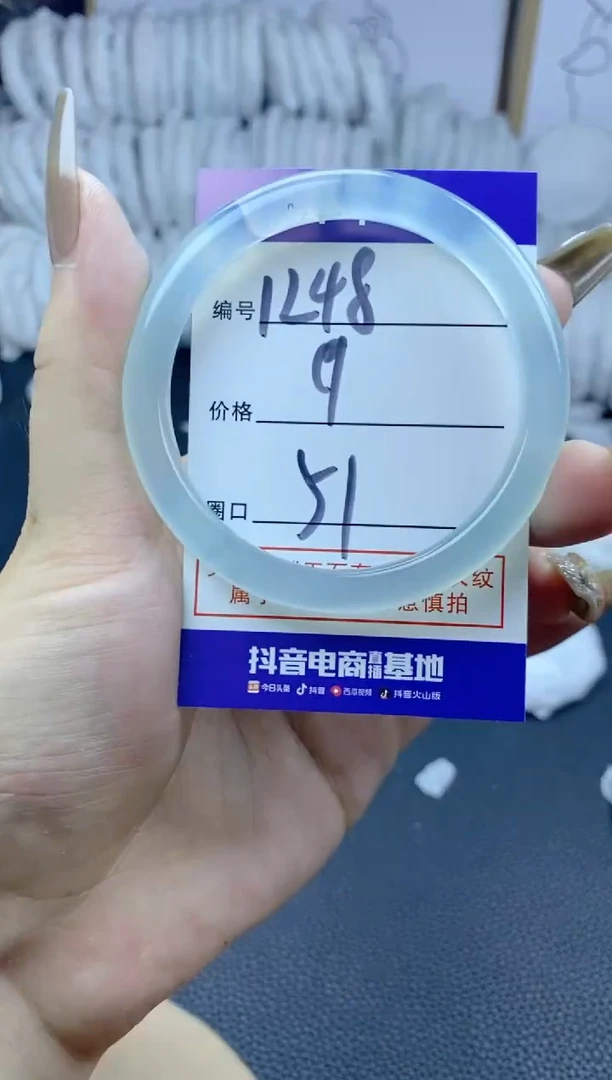 编号 1248
价格 9
圈口 51
纹
属 慎拍
抖音电商直播基地
今日头条 抖音 西瓜视频 抖音火山版